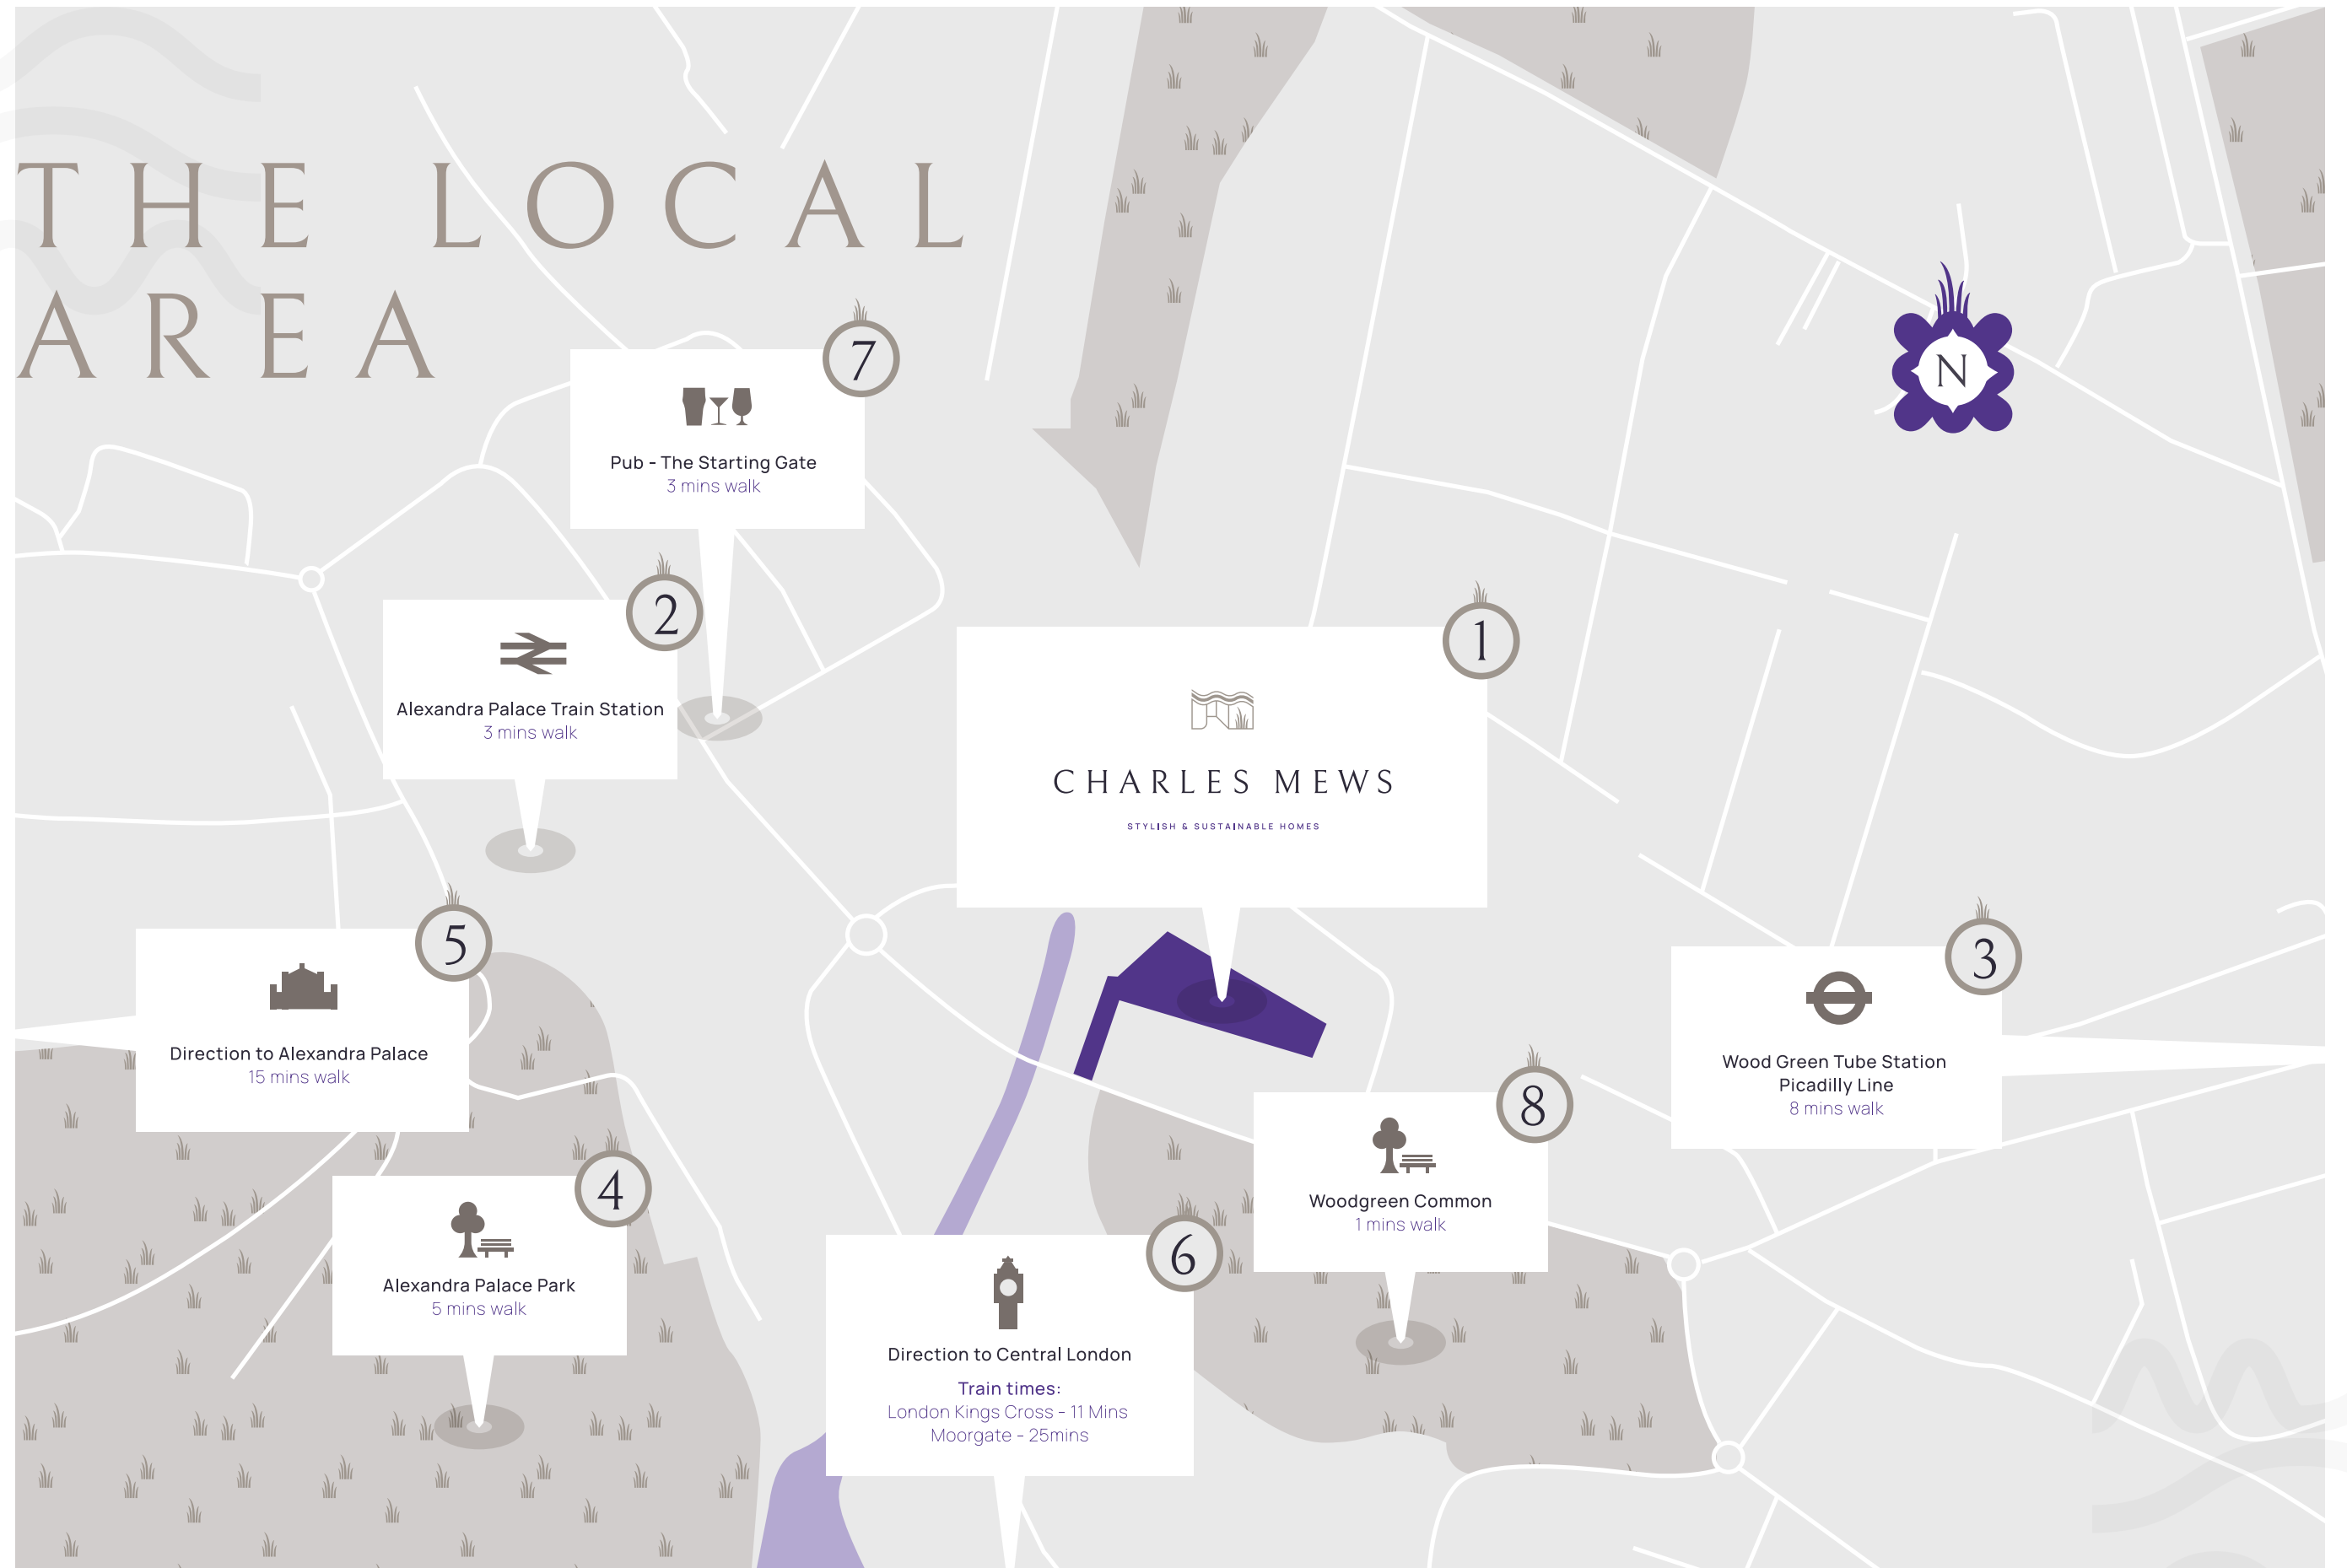 THE LOCAL
AREA
N
7
Pub - The Starting Gate
3 mins walk
2
Alexandra Palace Train Station
3 mins walk
1
CHARLES MEWS
STYLISH & SUSTAINABLE HOMES
5
Direction to Alexandra Palace
15 mins walk
3
Wood Green Tube Station
Picadilly Line
8 mins walk
8
Woodgreen Common
1 mins walk
4
Alexandra Palace Park
5 mins walk
6
Direction to Central London
Train times:
London Kings Cross - 11 Mins
Moorgate - 25mins